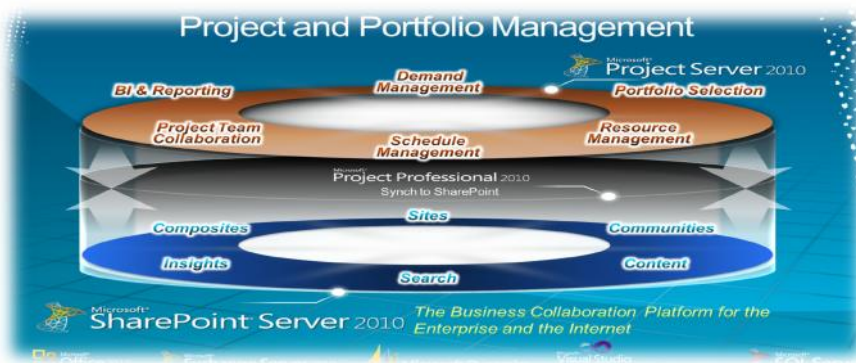 Project and Portfolio Management
Microsoft®
Project Server 2010
BI & Reporting
Demand
Management
Portfolio Selection
Project Team
Collaboration
Schedule
Management
Resource
Management
Microsoft®
Project Professional 2010
Synch to SharePoint
Sites
Composites
Communities
Insights
Search
Content
Microsoft®
SharePoint Server 2010
The Business Collaboration Platform for the
Enterprise and the Internet
Visual Studio